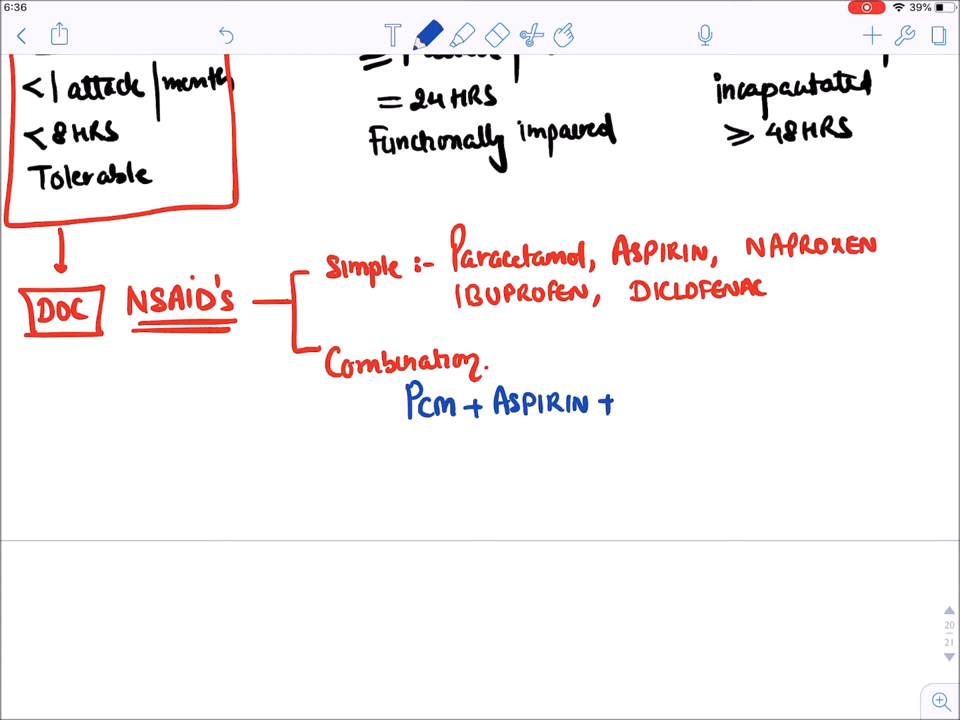 6:36
39%
T
< 1 attack / month
= 24 HRS
incapacitated
< 8 HRS
Functionally impaired
≥ 48 HRS
Tolerable
Simple :- Paracetamol, ASPIRIN, NAPROXEN
IBUPROFEN, DICLOFENAC
DOC NSAID's
Combination.
PCM + ASPIRIN +
20
21